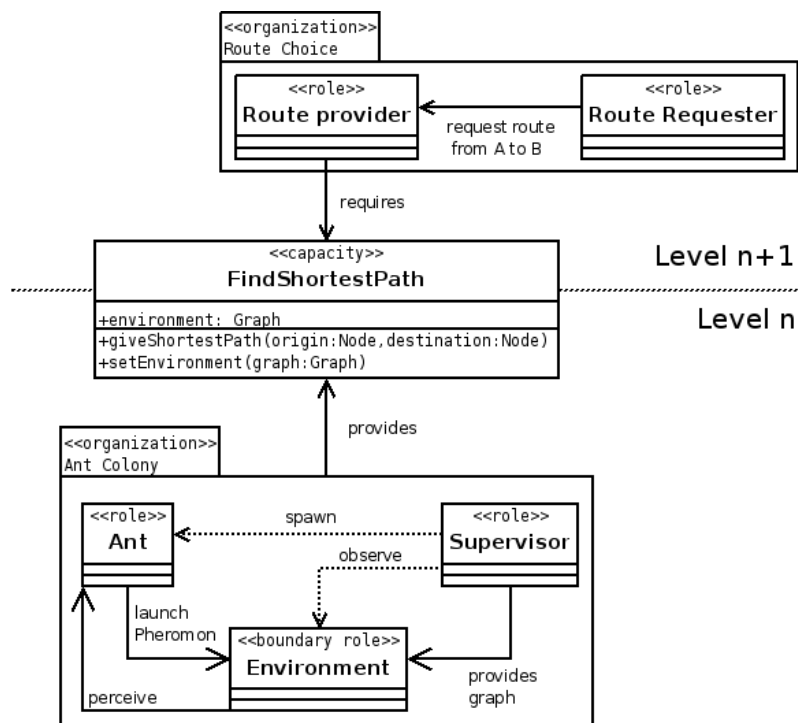 <<organization>>
Route Choice
<<role>>
Route provider
<<role>>
Route Requester
request route
from A to B
requires
<<capacity>>
FindShortestPath
Level n+1
+environment: Graph
+giveShortestPath(origin:Node,destination:Node)
+setEnvironment(graph:Graph)
Level n
provides
<<organization>>
Ant Colony
<<role>>
Ant
spawn
<<role>>
Supervisor
observe
launch
Pheromon
<<boundary role>>
Environment
perceive
provides
graph